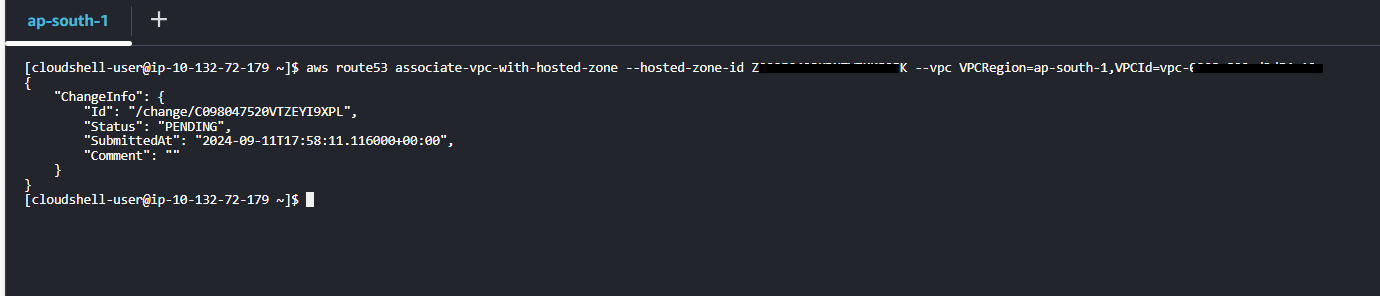 ap-south-1 +
[cloudshell-user@ip-10-132-72-179 ~]$ aws route53 associate-vpc-with-hosted-zone --hosted-zone-id Z K --vpc VPCRegion=ap-south-1,VPCId=vpc-
{
    "ChangeInfo": {
        "Id": "/change/C098047520VTZEYI9XPL",
        "Status": "PENDING",
        "SubmittedAt": "2024-09-11T17:58:11.116000+00:00",
        "Comment": ""
    }
}
[cloudshell-user@ip-10-132-72-179 ~]$